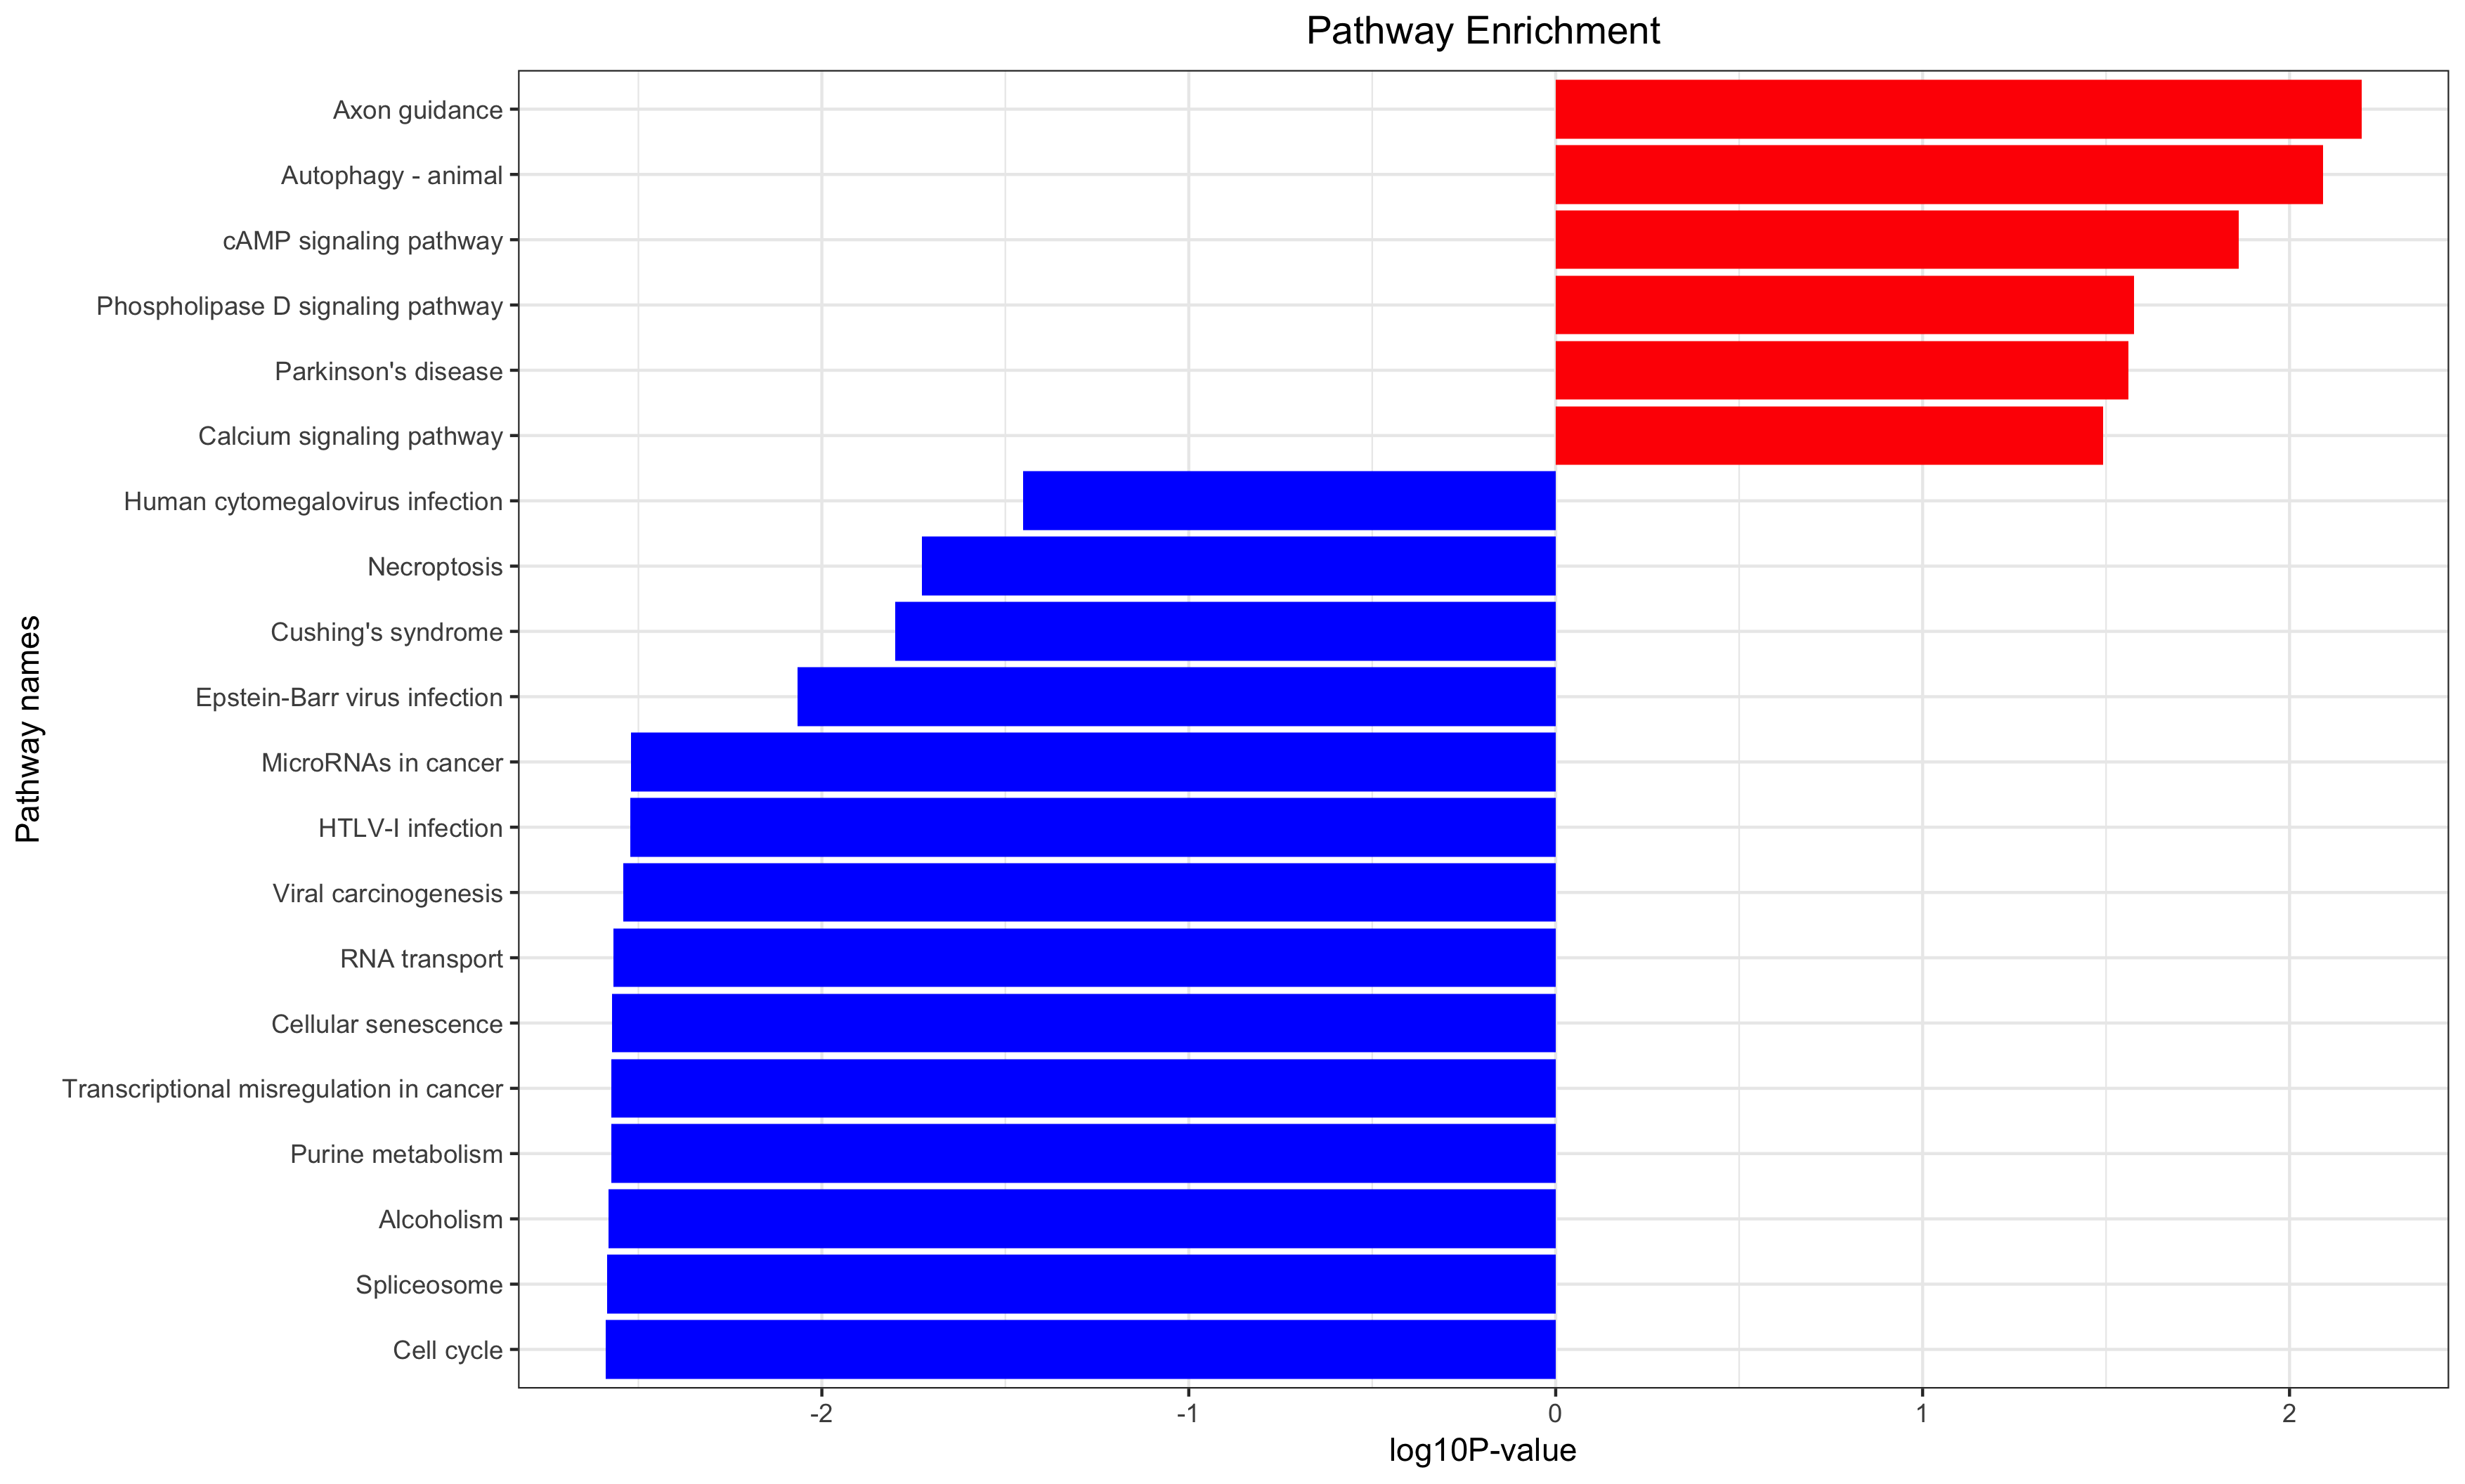 Pathway Enrichment
Axon guidance
Autophagy - animal
cAMP signaling pathway
Phospholipase D signaling pathway
Parkinson's disease
Calcium signaling pathway
Human cytomegalovirus infection
Necroptosis
Cushing's syndrome
Epstein-Barr virus infection
MicroRNAs in cancer
HTLV-I infection
Viral carcinogenesis
RNA transport
Cellular senescence
Transcriptional misregulation in cancer
Purine metabolism
Alcoholism
Spliceosome
Cell cycle
Pathway names
-2 -1 0 1 2
log10P-value